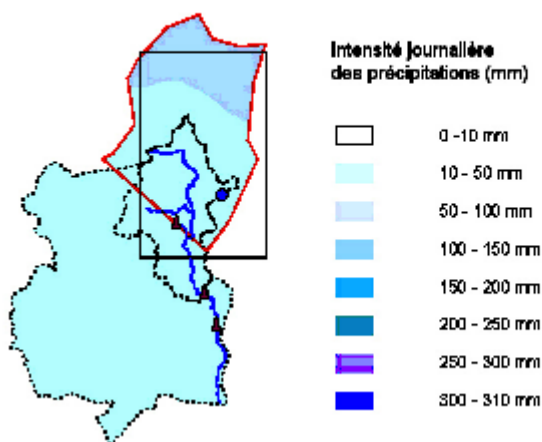 Intensité journalière
des précipitations (mm)
0 -10 mm
10 - 50 mm
50 - 100 mm
100 - 150 mm
150 - 200 mm
200 - 250 mm
250 - 300 mm
300 - 310 mm